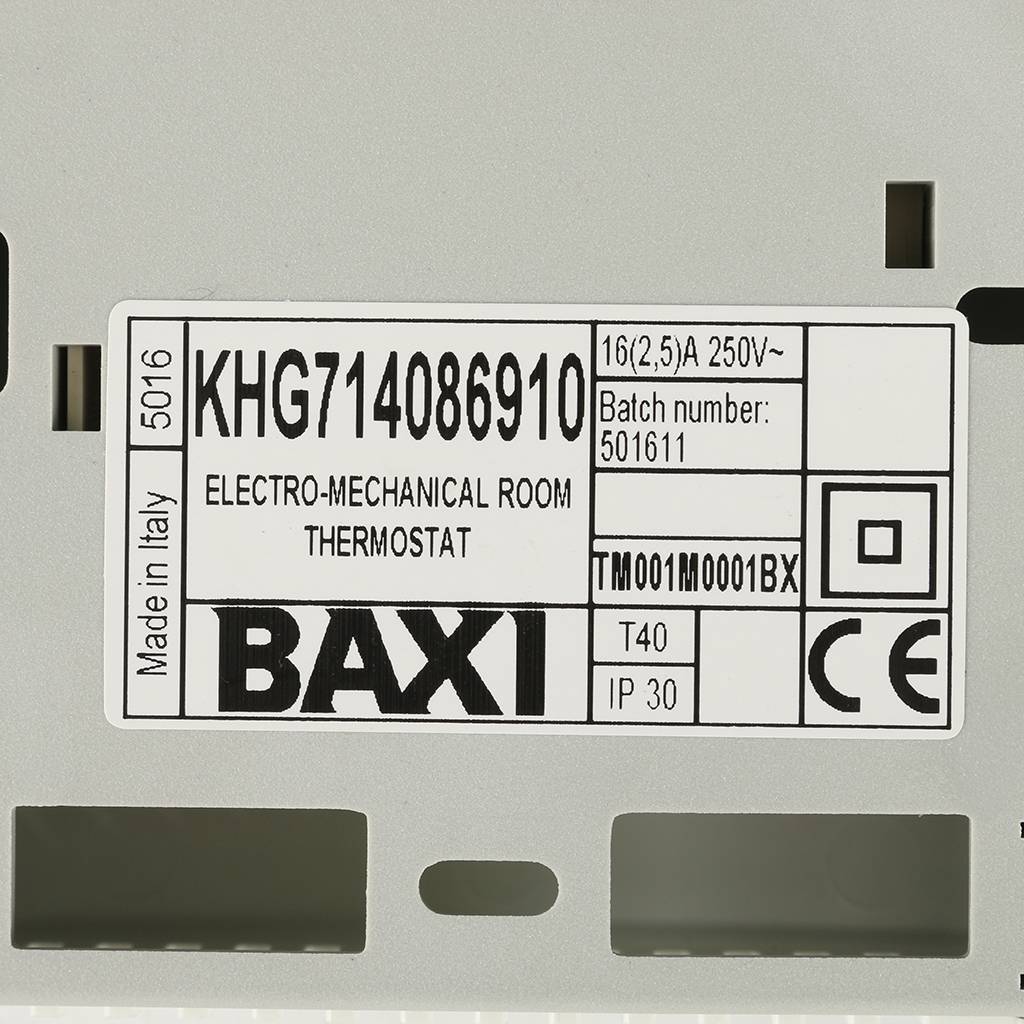 5016
Made in Italy
KHG714086910
ELECTRO-MECHANICAL ROOM
THERMOSTAT
BAXI
16(2,5)A 250V~
Batch number:
501611
TM001M0001BX
T40
IP 30
CE